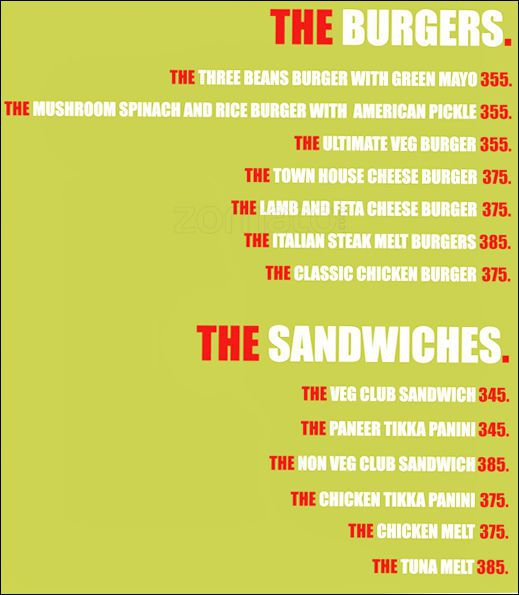 THE BURGERS.
THE THREE BEANS BURGER WITH GREEN MAYO 355.
THE MUSHROOM SPINACH AND RICE BURGER WITH AMERICAN PICKLE 355.
THE ULTIMATE VEG BURGER 355.
THE TOWN HOUSE CHEESE BURGER 375.
THE LAMB AND FETA CHEESE BURGER 375.
THE ITALIAN STEAK MELT BURGERS 385.
THE CLASSIC CHICKEN BURGER 375.
THE SANDWICHES.
THE VEG CLUB SANDWICH 345.
THE PANEER TIKKA PANINI 345.
THE NON VEG CLUB SANDWICH 385.
THE CHICKEN TIKKA PANINI 375.
THE CHICKEN MELT 375.
THE TUNA MELT 385.